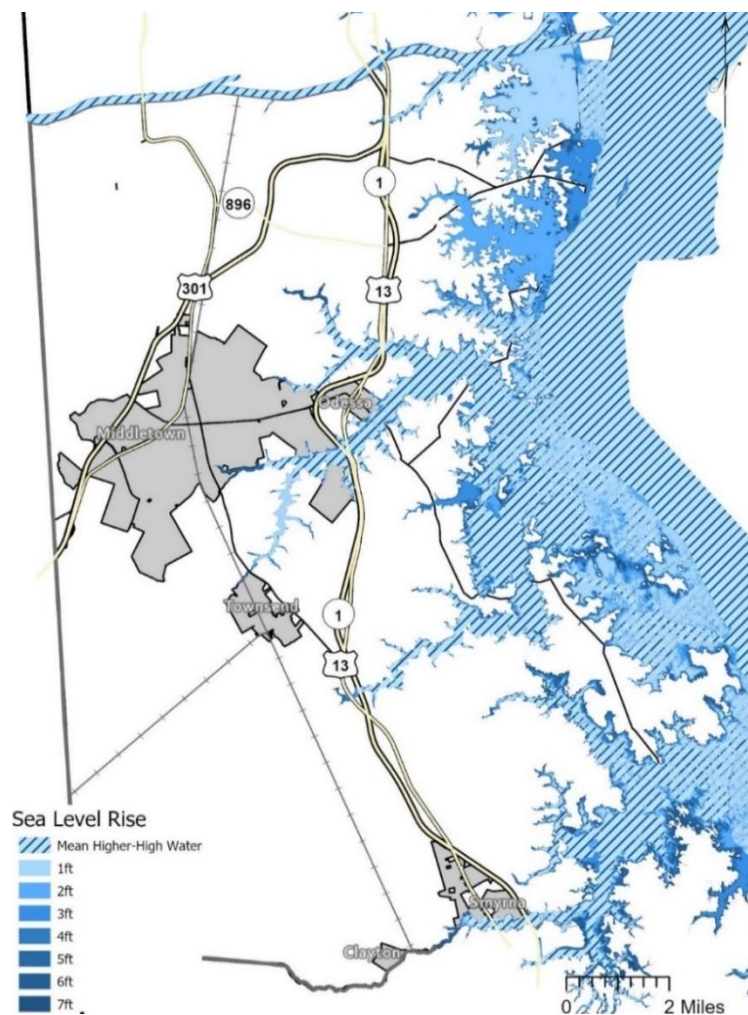 1
896
13
301
Odessa
Middletown
Townsend
1
13
Sea Level Rise
Mean Higher-High Water
1ft
2ft
3ft
4ft
5ft
6ft
7ft
Smyrna
Clayton
0 2 Miles